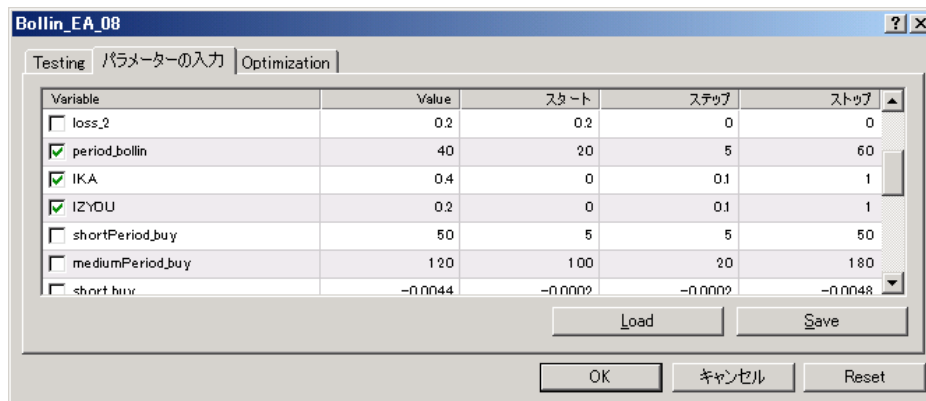 Bollin_EA_08
Testing パラメーターの入力 Optimization
Variable Value スタート ステップ ストップ
loss_2 0.2 0.2 0 0
period_bollin 40 20 5 60
IKA 0.4 0 0.1 1
IZYOU 0.2 0 0.1 1
shortPeriod_buy 50 5 5 50
mediumPeriod_buy 120 100 20 180
short_buy -0.0044 -0.0002 -0.0002 -0.0048
Load Save
OK キャンセル Reset